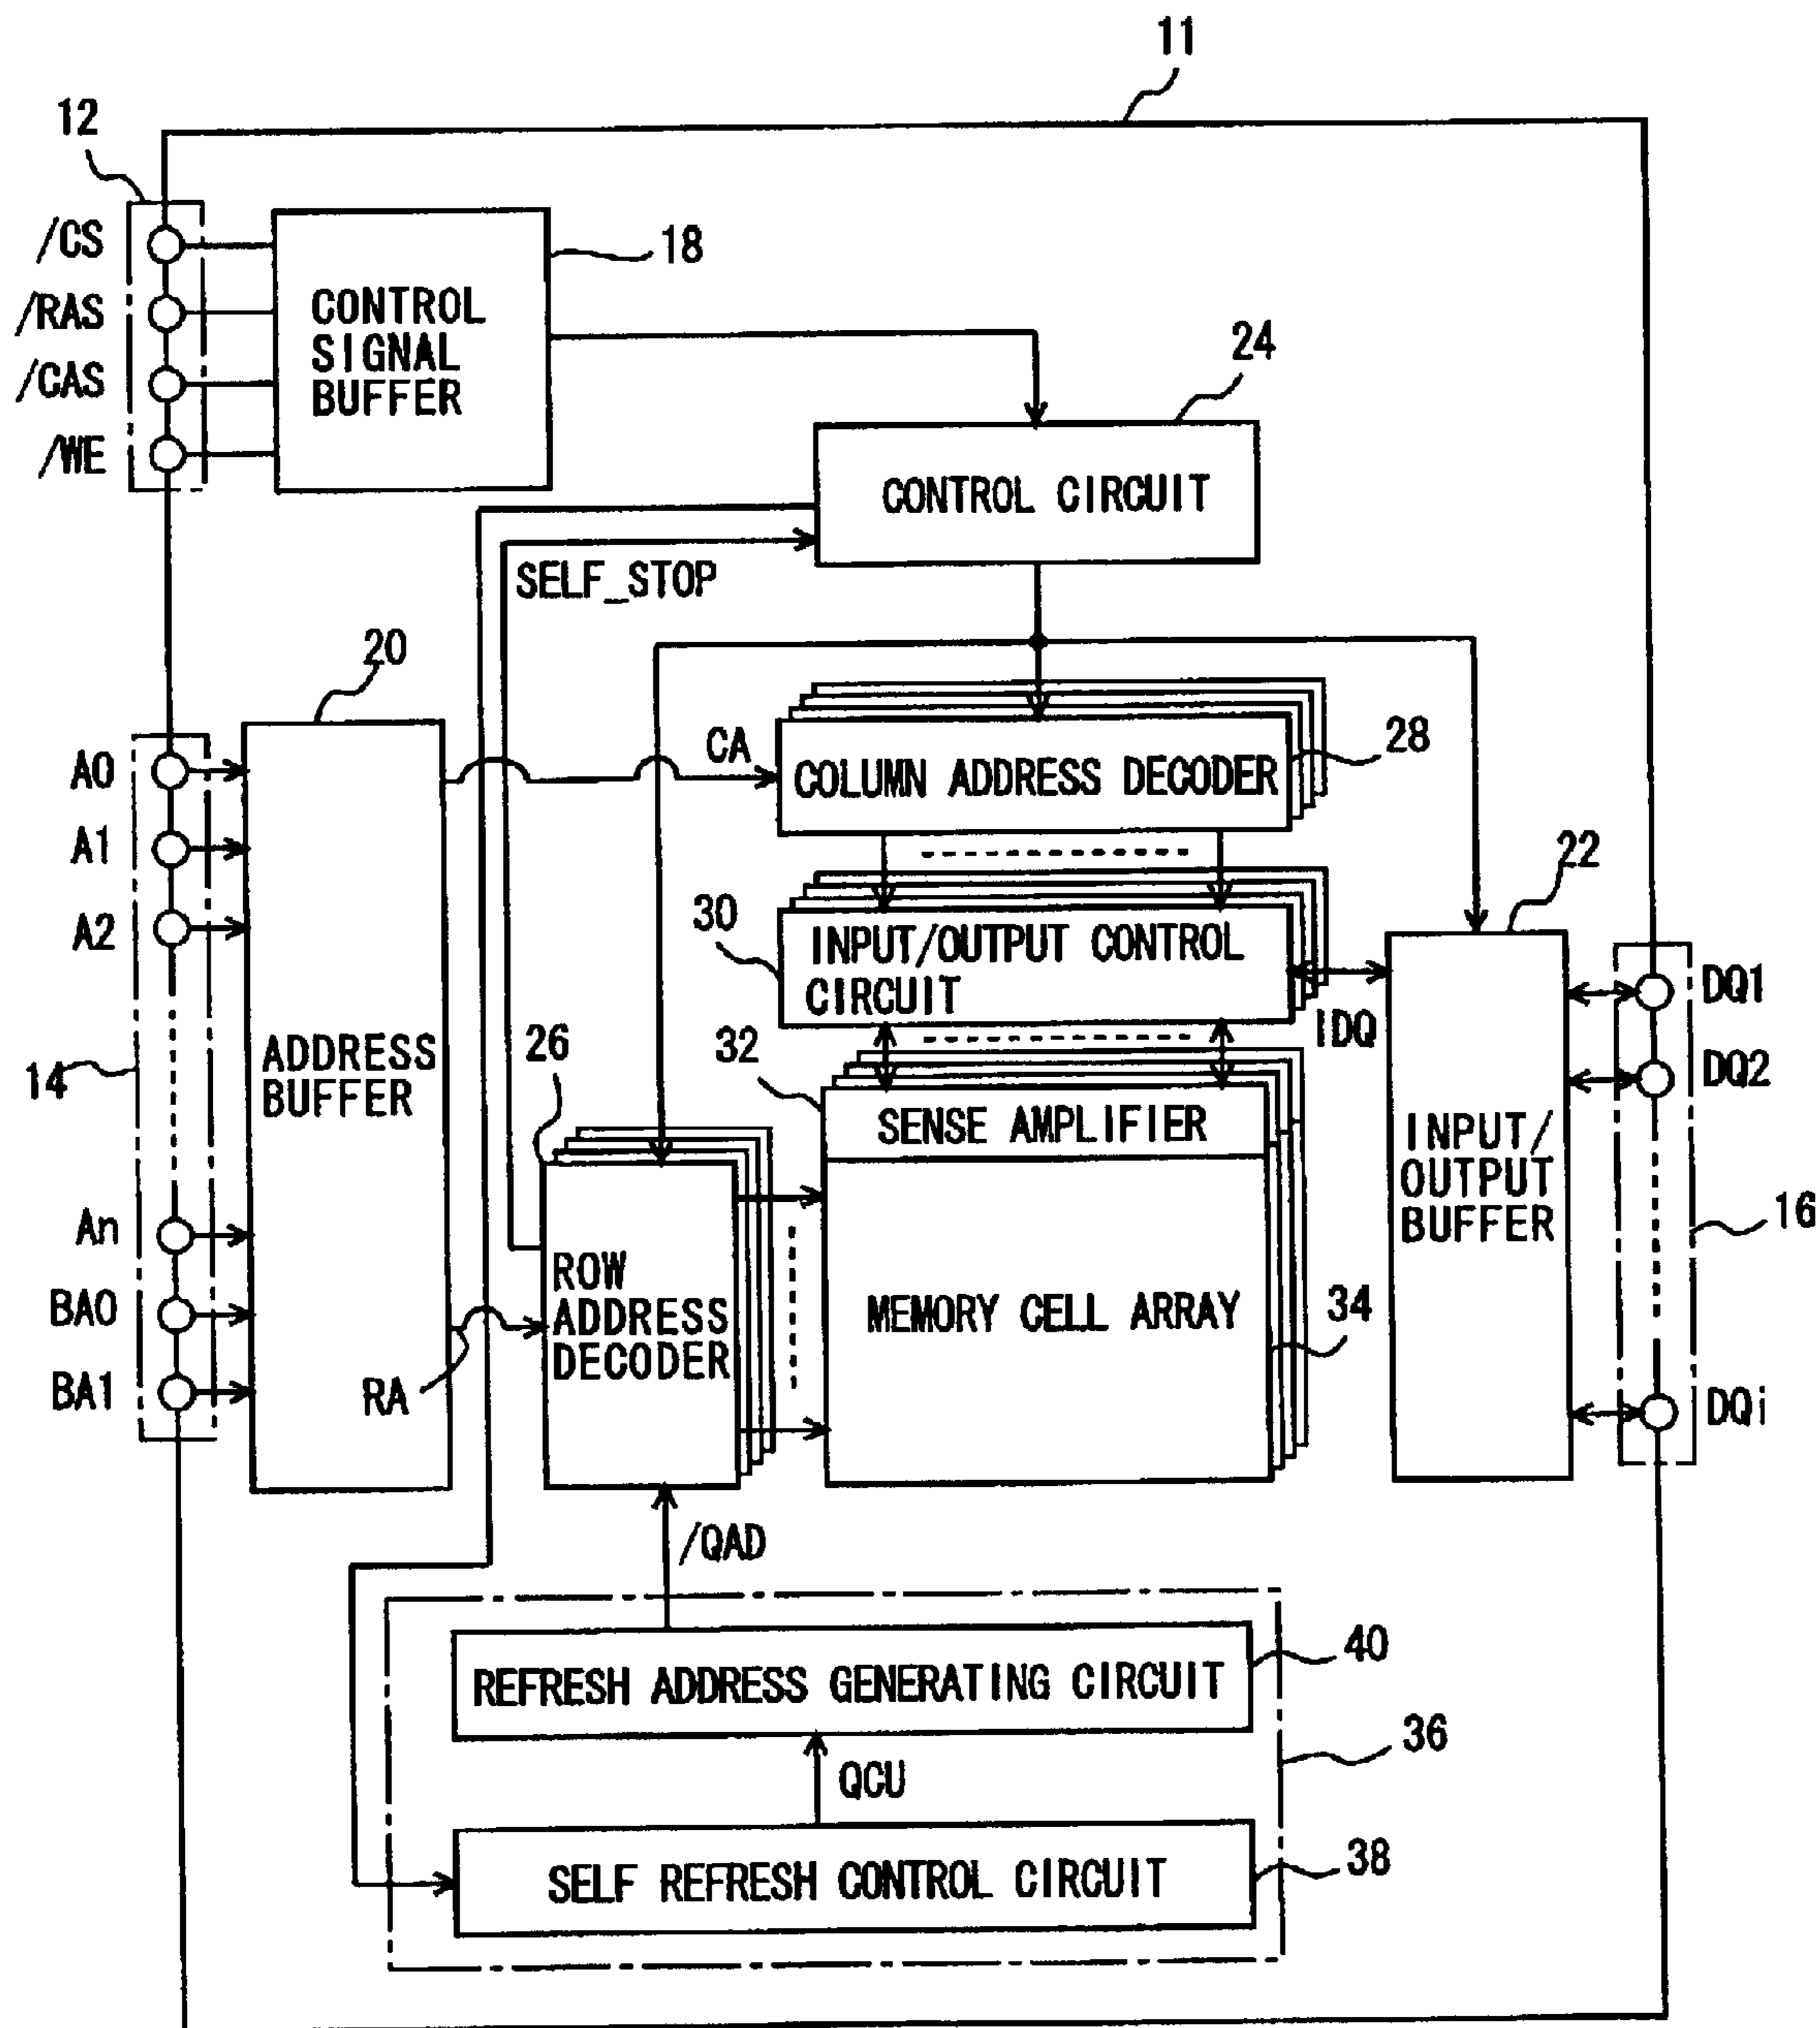 11
12
/CS
/RAS
/CAS
/WE
CONTROL
SIGNAL
BUFFER
18
24
CONTROL CIRCUIT
SELF_STOP
20
A0
A1
A2
An
BA0
BA1
14
ADDRESS
BUFFER
CA
COLUMN ADDRESS DECODER
28
30
INPUT/OUTPUT CONTROL
CIRCUIT
22
IDQ
DQ1
DQ2
DQi
16
INPUT/
OUTPUT
BUFFER
32
SENSE AMPLIFIER
26
ROW
ADDRESS
DECODER
RA
MEMORY CELL ARRAY
34
/QAD
REFRESH ADDRESS GENERATING CIRCUIT
40
36
QCU
SELF REFRESH CONTROL CIRCUIT
38